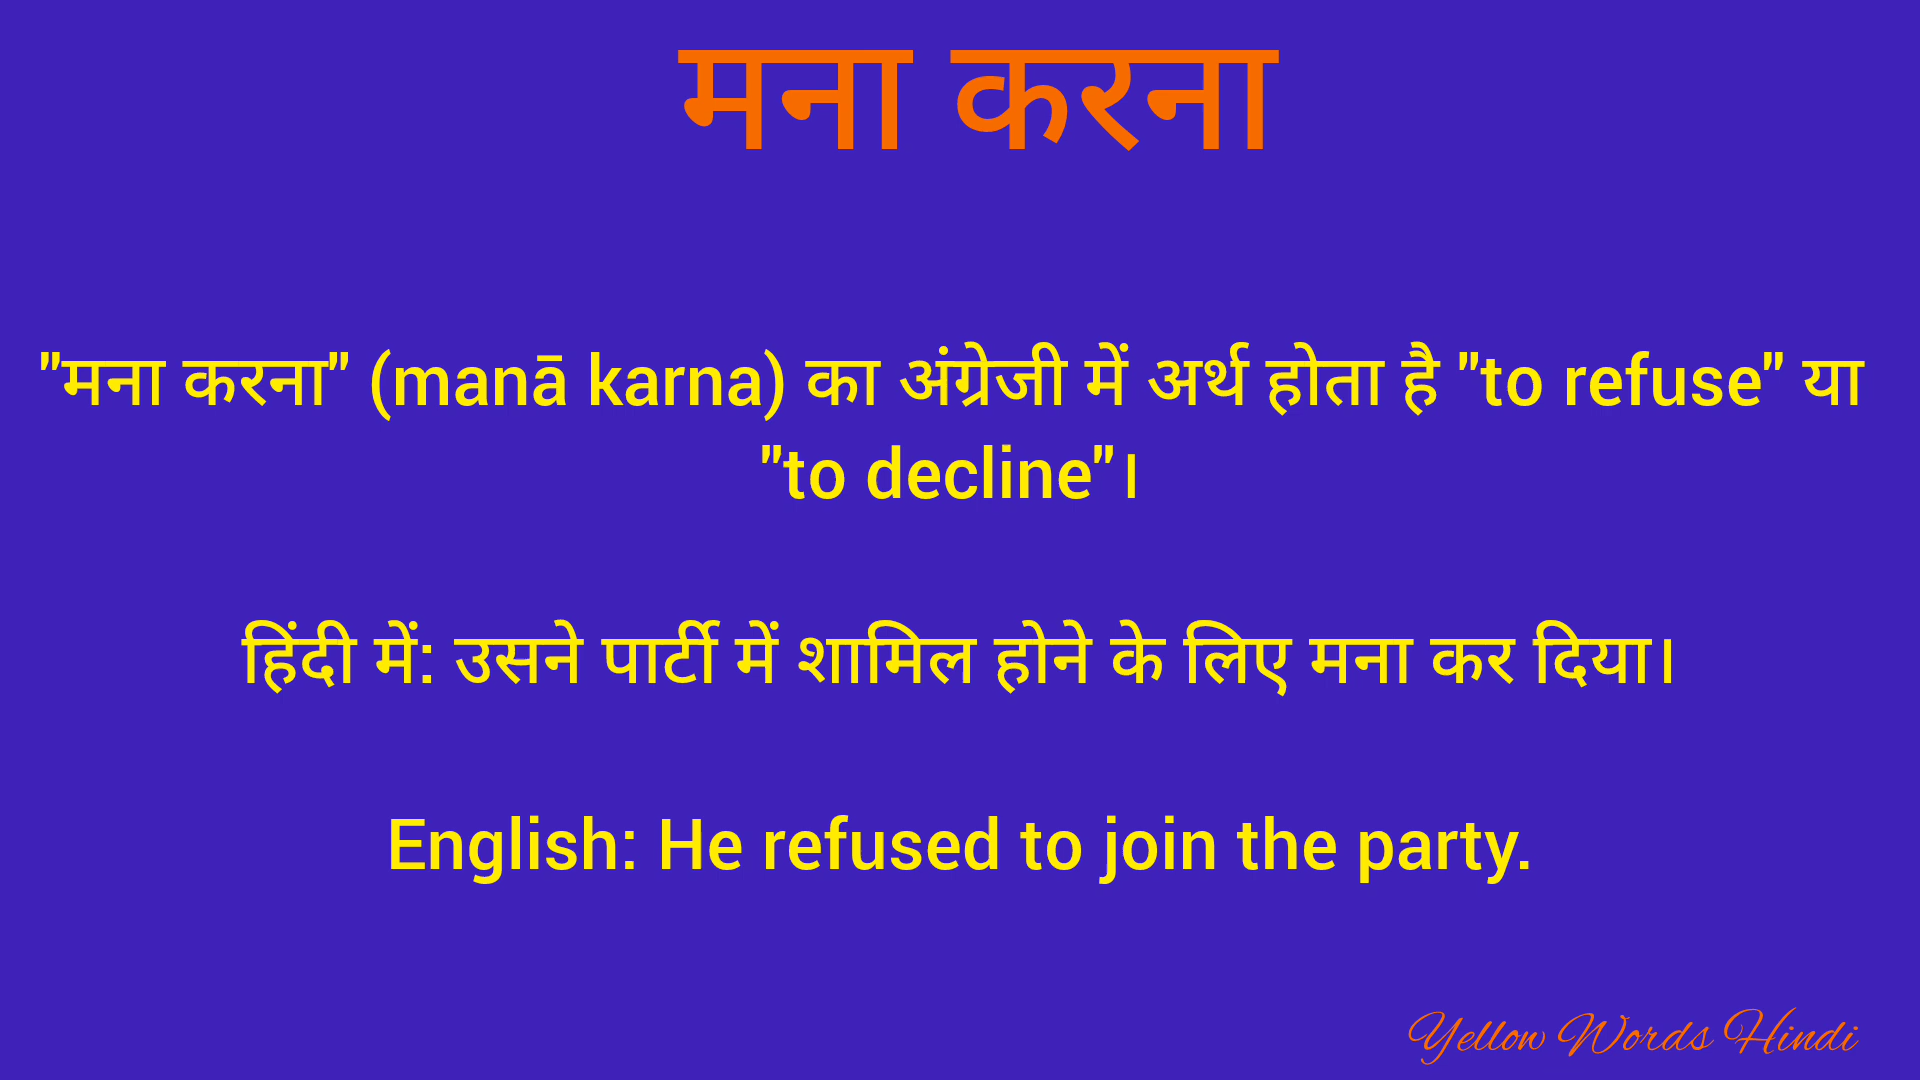 मना करना
"मना करना" (manā karna) का अंग्रेजी में अर्थ होता है "to refuse" या
"to decline"।
हिंदी में: उसने पार्टी में शामिल होने के लिए मना कर दिया।
English: He refused to join the party.
Yellow Words Hindi